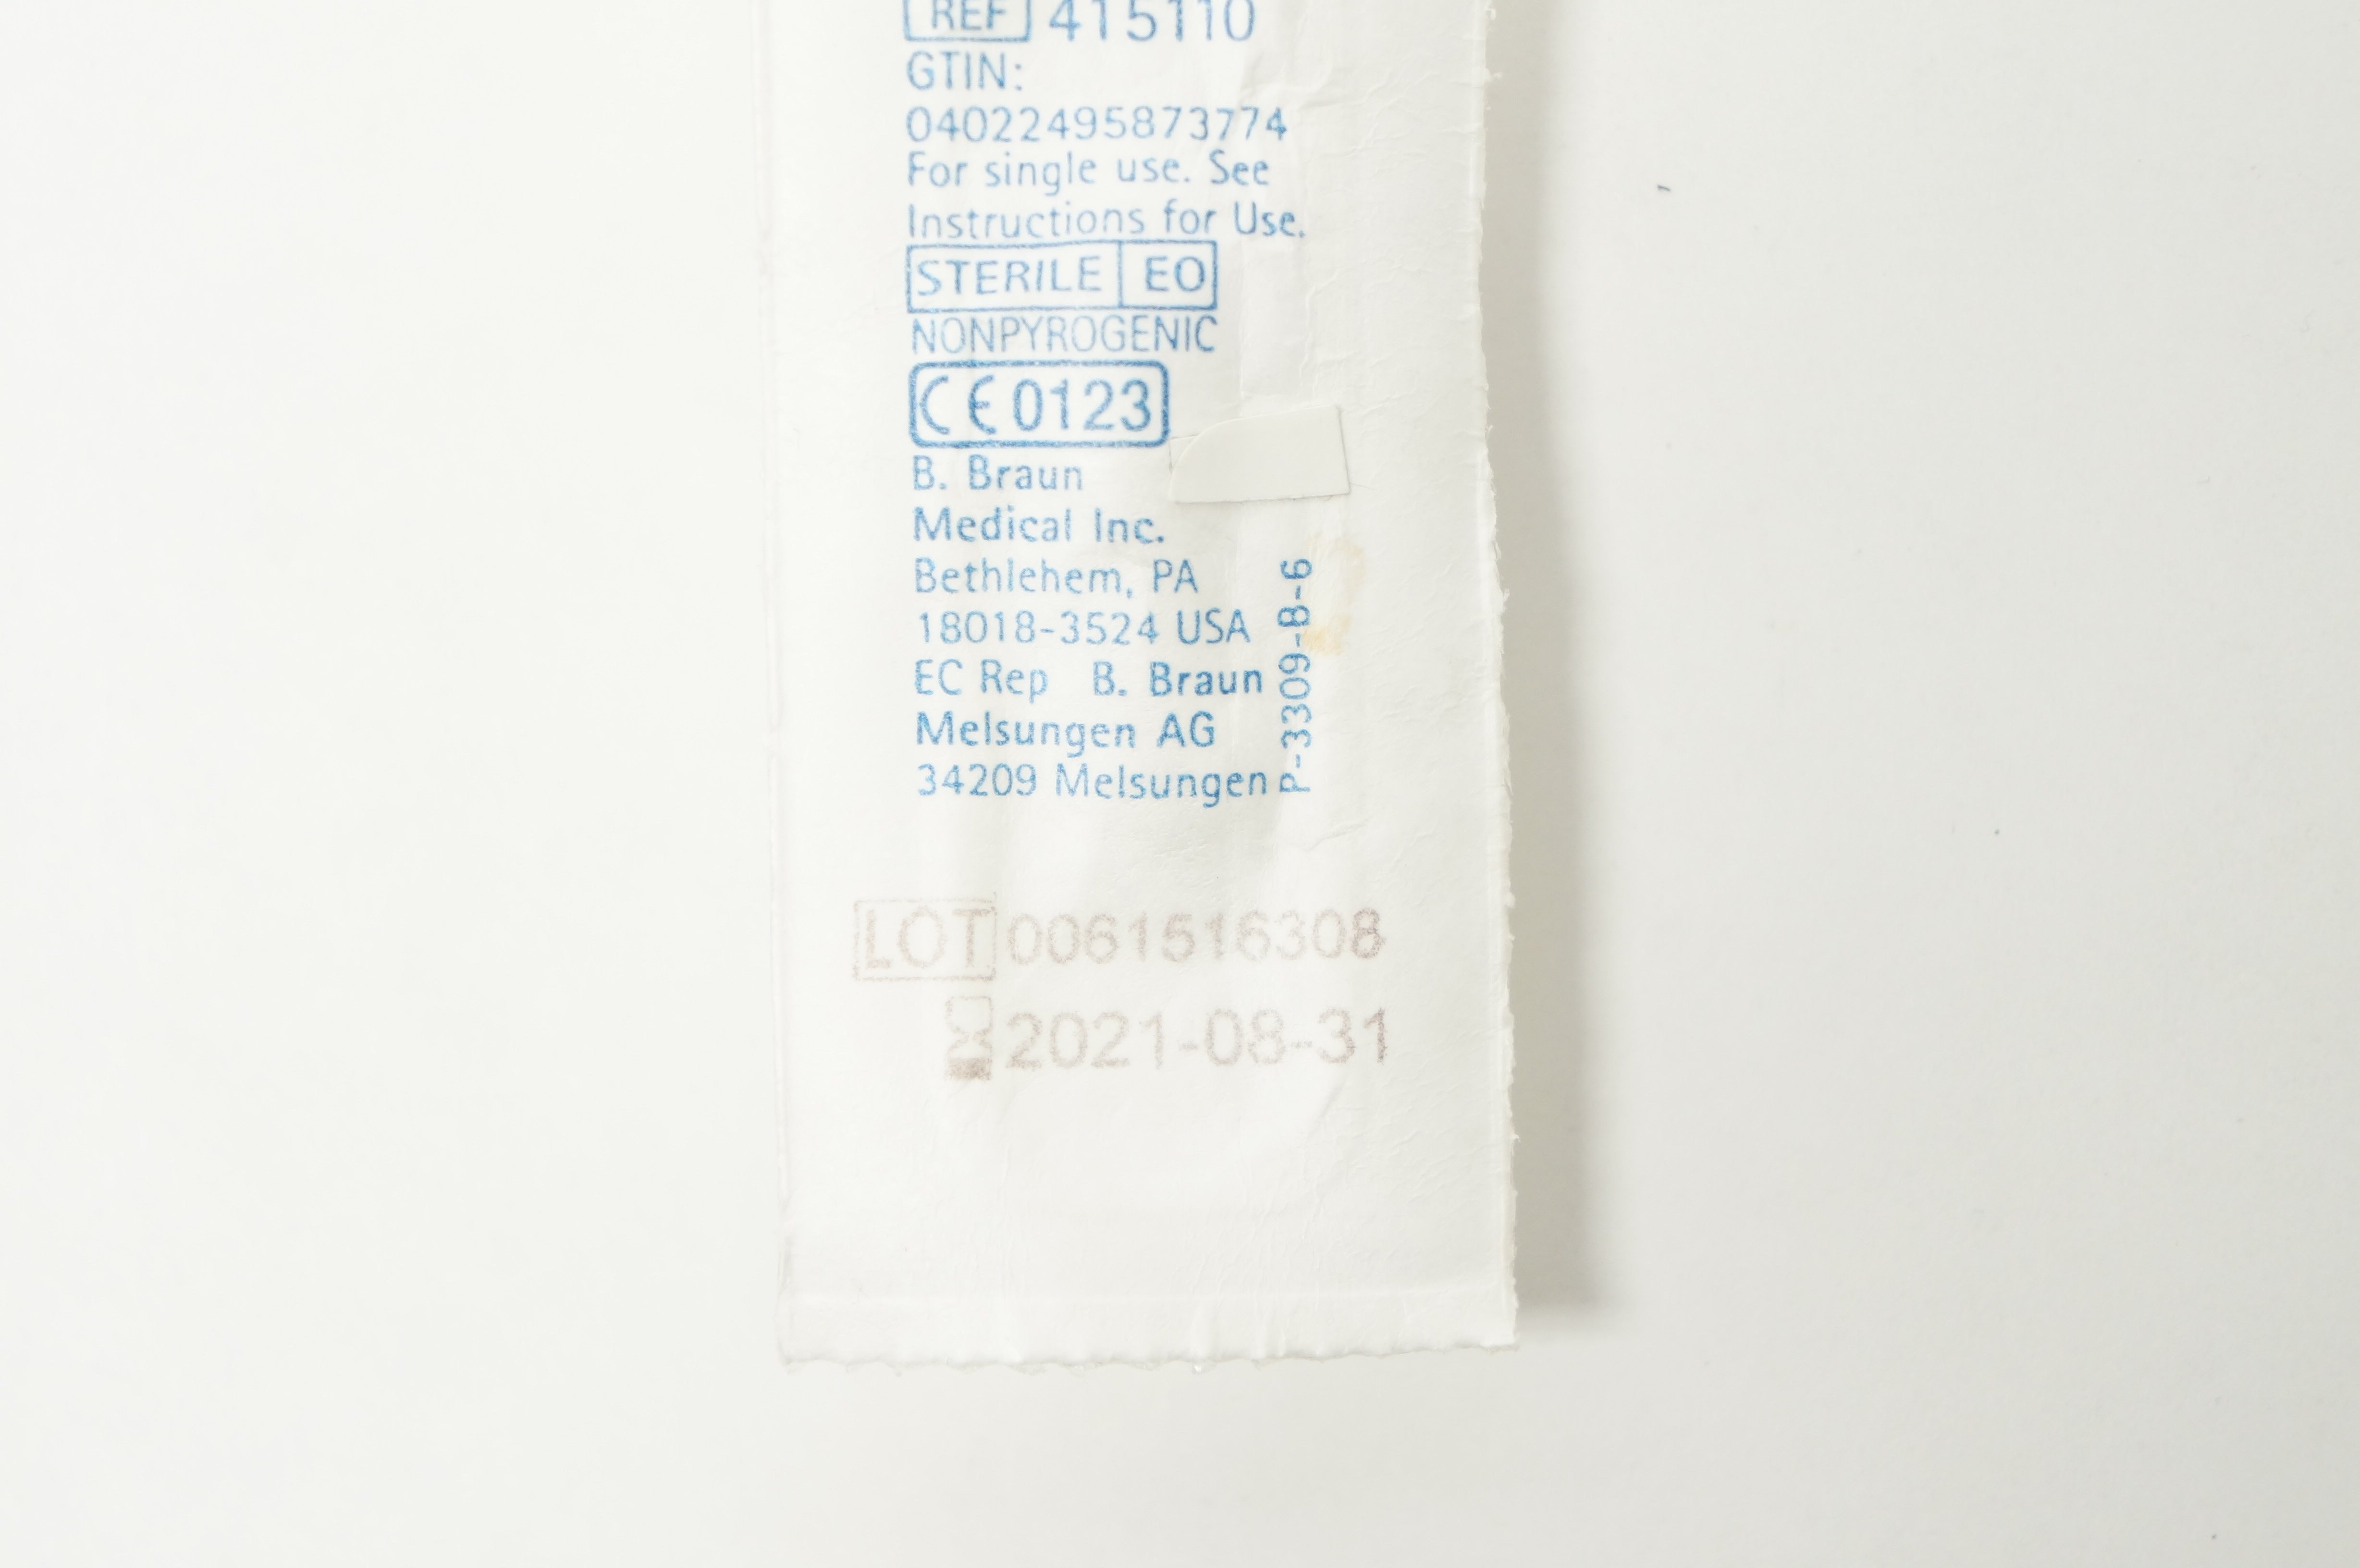 REF 415110
GTIN:
04022495873774
For single use. See
Instructions for Use.
STERILE EO
NONPYROGENIC
CE 0123
B. Braun
Medical Inc.
Bethlehem, PA
18018-3524 USA
EC Rep B. Braun
Melsungen AG
34209 Melsungen
P-3309-B-6
LOT 0061516308
2021-08-31